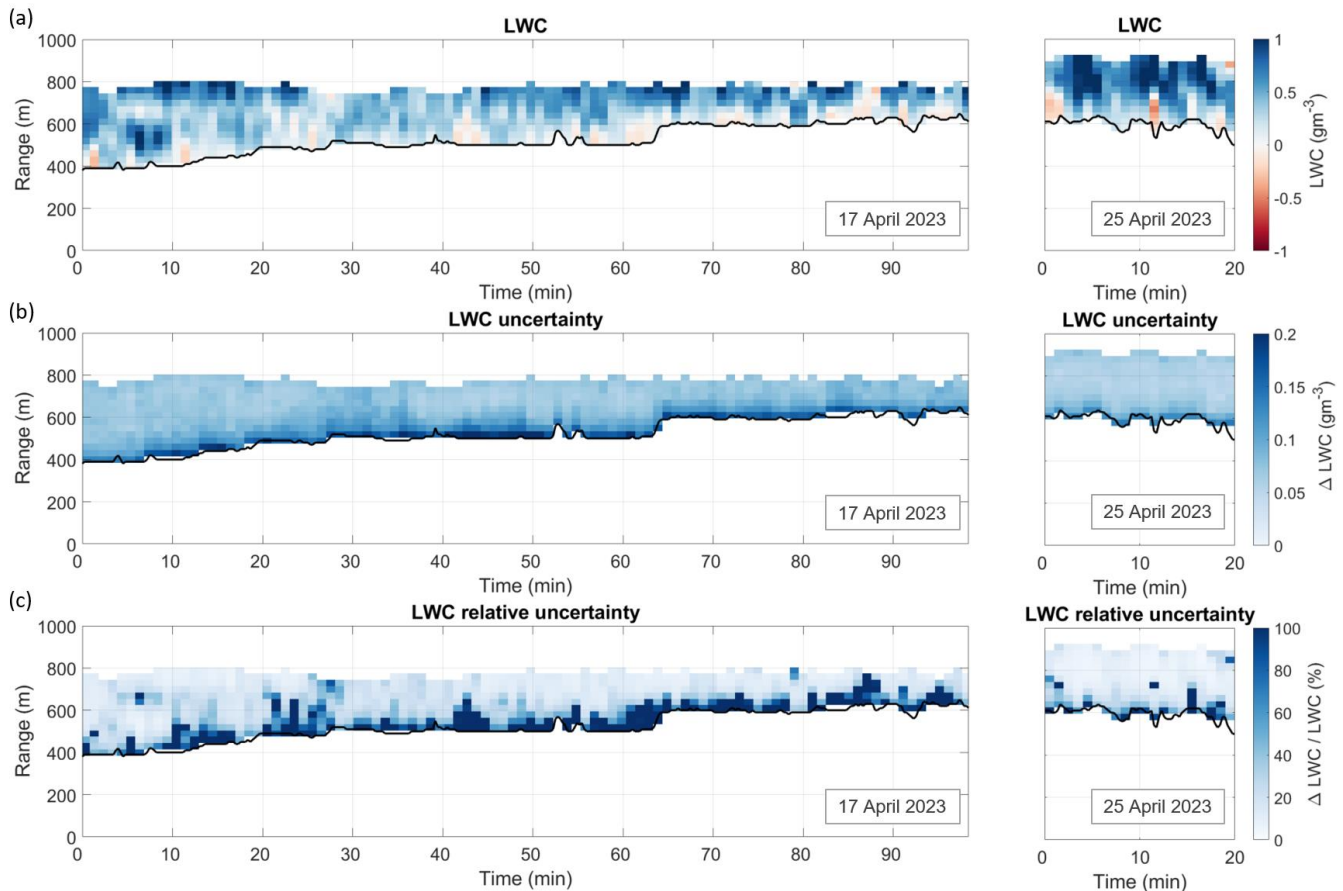 (a)
LWC
LWC
1000
800
600
400
200
0
Range (m)
17 April 2023
0 10 20 30 40 50 60 70 80 90
Time (min)
25 April 2023
0 10 20
Time (min)
1
0.5
0
-0.5
-1
LWC (gm-3)
(b)
LWC uncertainty
LWC uncertainty
1000
800
600
400
200
0
Range (m)
17 April 2023
0 10 20 30 40 50 60 70 80 90
Time (min)
25 April 2023
0 10 20
Time (min)
0.2
0.15
0.1
0.05
0
Δ LWC (gm-3)
(c)
LWC relative uncertainty
LWC relative uncertainty
1000
800
600
400
200
0
Range (m)
17 April 2023
0 10 20 30 40 50 60 70 80 90
Time (min)
25 April 2023
0 10 20
Time (min)
100
80
60
40
20
0
Δ LWC / LWC (%)